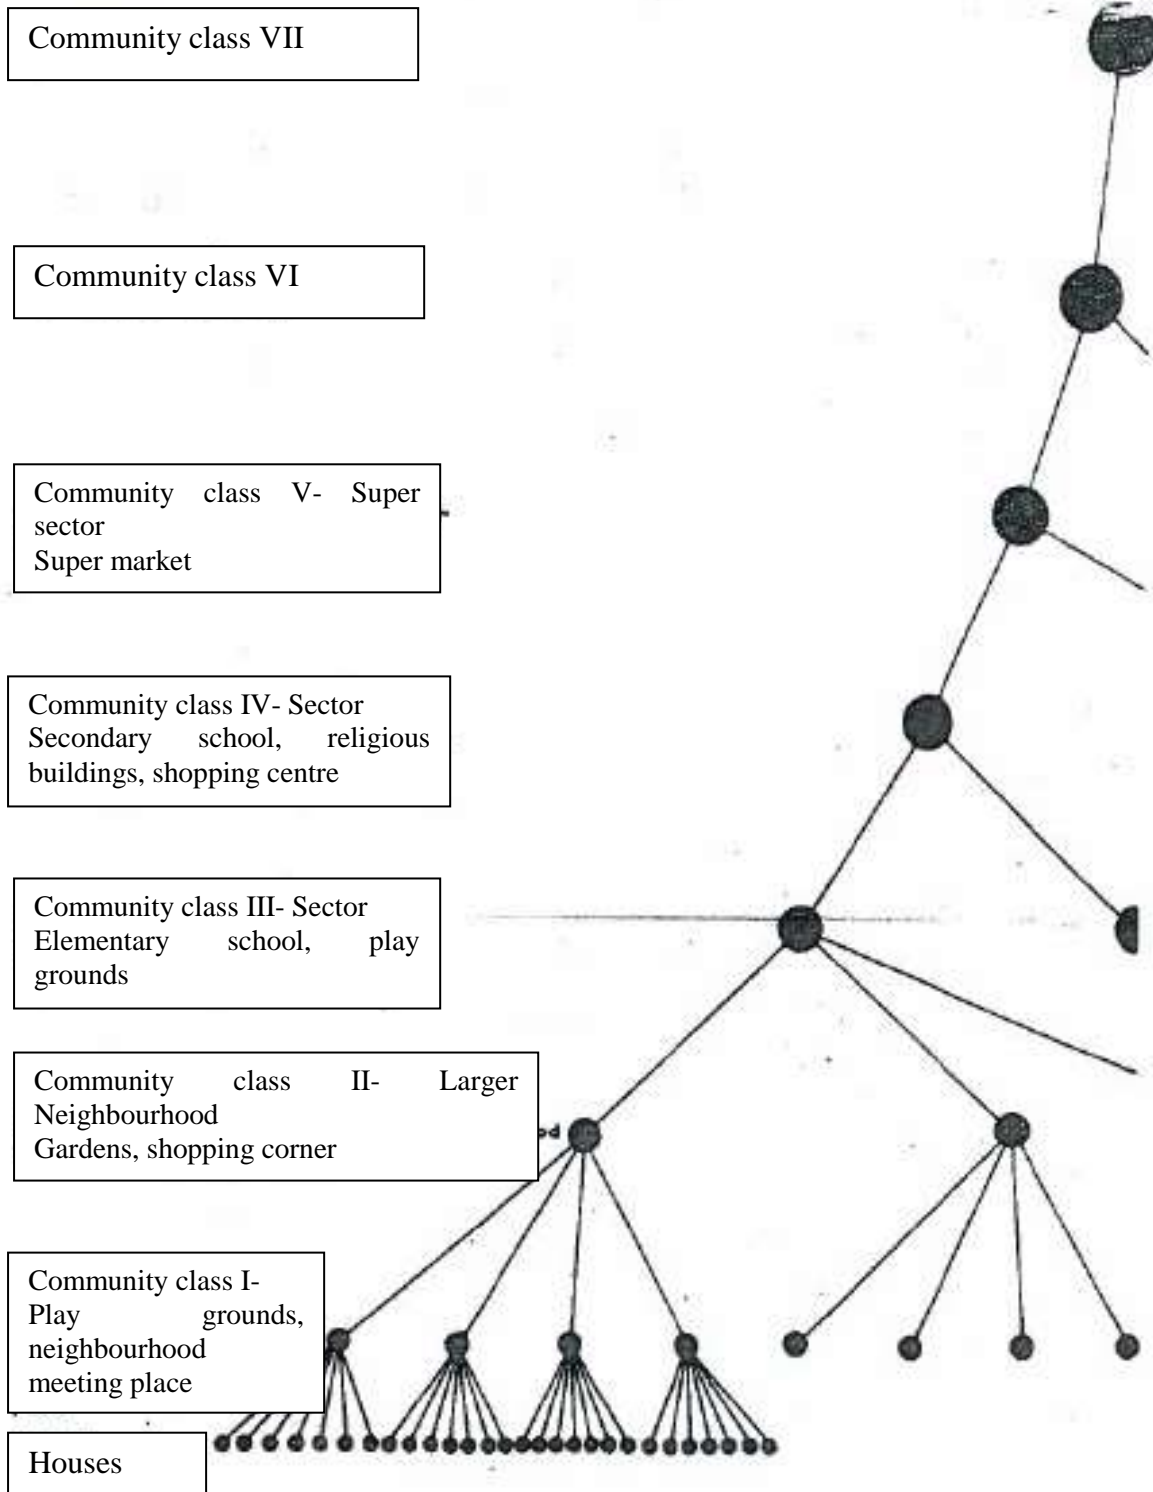 Community class VII
Community class VI
Community class V- Super
sector
Super market
Community class IV- Sector
Secondary school, religious
buildings, shopping centre
Community class III- Sector
Elementary school, play
grounds
Community class II- Larger
Neighbourhood
Gardens, shopping corner
od
Community class I-
Play grounds,
neighbourhood
meeting place
Houses